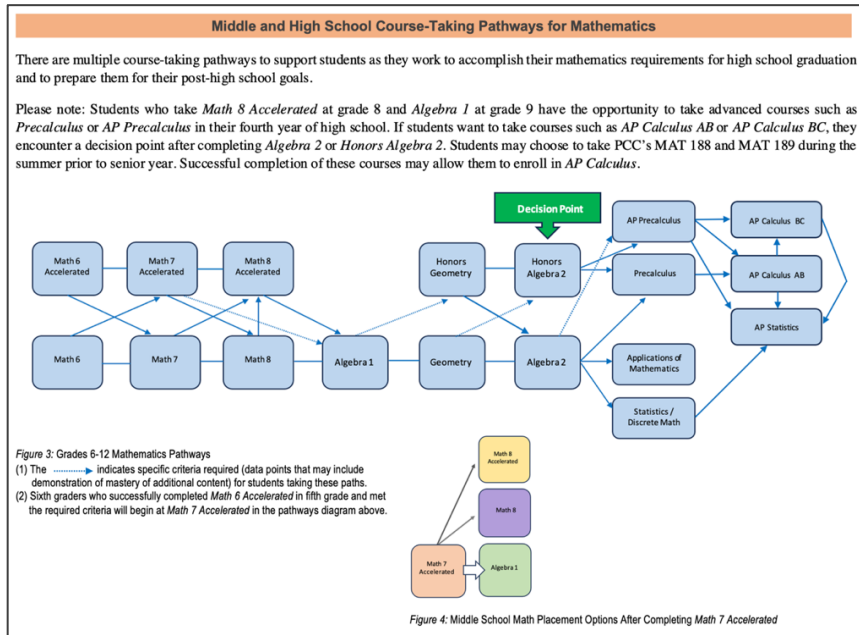 Middle and High School Course-Taking Pathways for Mathematics
There are multiple course-taking pathways to support students as they work to accomplish their mathematics requirements for high school graduation
and to prepare them for their post-high school goals.
Please note: Students who take Math 8 Accelerated at grade 8 and Algebra 1 at grade 9 have the opportunity to take advanced courses such as
Precalculus or AP Precalculus in their fourth year of high school. If students want to take courses such as AP Calculus AB or AP Calculus BC, they
encounter a decision point after completing Algebra 2 or Honors Algebra 2. Students may choose to take PCC's MAT 188 and MAT 189 during the
summer prior to senior year. Successful completion of these courses may allow them to enroll in AP Calculus.
Decision Point
AP Precalculus
AP Calculus BC
Math 6
Accelerated
Math 7
Accelerated
Math 8
Accelerated
Honors
Geometry
Honors
Algebra 2
Precalculus
AP Calculus AB
AP Statistics
Math 6
Math 7
Math 8
Algebra 1
Geometry
Algebra 2
Applications of
Mathematics
Statistics /
Discrete Math
Figure 3: Grades 6-12 Mathematics Pathways
(1) The indicates specific criteria required (data points that may include
demonstration of mastery of additional content) for students taking these paths.
(2) Sixth graders who successfully completed Math 6 Accelerated in fifth grade and met
the required criteria will begin at Math 7 Accelerated in the pathways diagram above.
Math 8
Accelerated
Math 8
Math 7
Accelerated
Algebra 1
Figure 4: Middle School Math Placement Options After Completing Math 7 Accelerated